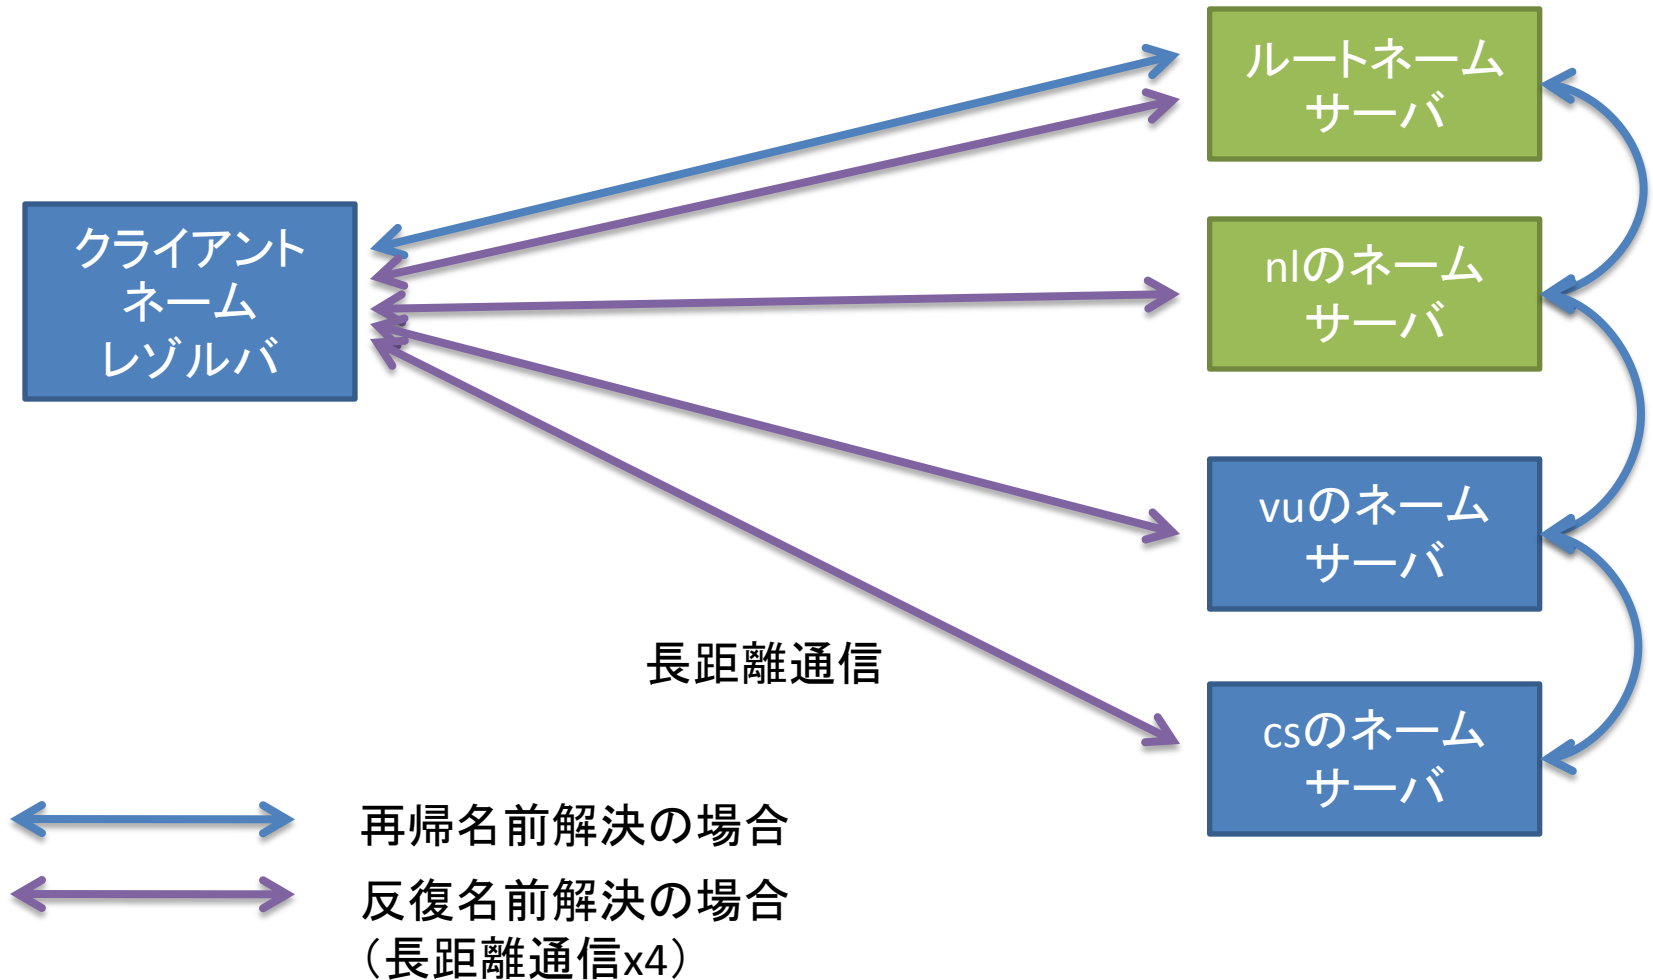 ルートネーム
サーバ
クライアント
ネーム
レゾルバ
nlのネーム
サーバ
vuのネーム
サーバ
長距離通信
csのネーム
サーバ
再帰名前解決の場合
反復名前解決の場合
（長距離通信x4）